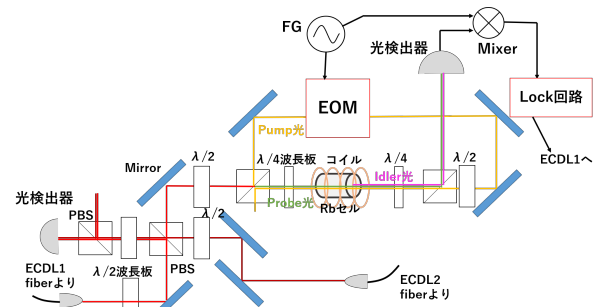 FG
光検出器
Mixer
EOM
Lock回路
Pump光
ECDL1へ
λ/2
λ/4波長板
コイル
λ/4
λ/2
Mirror
Idler光
Probe光
Rbセル
光検出器
PBS
λ/2
ECDL1
fiberより
λ/2波長板
PBS
ECDL2
fiberより